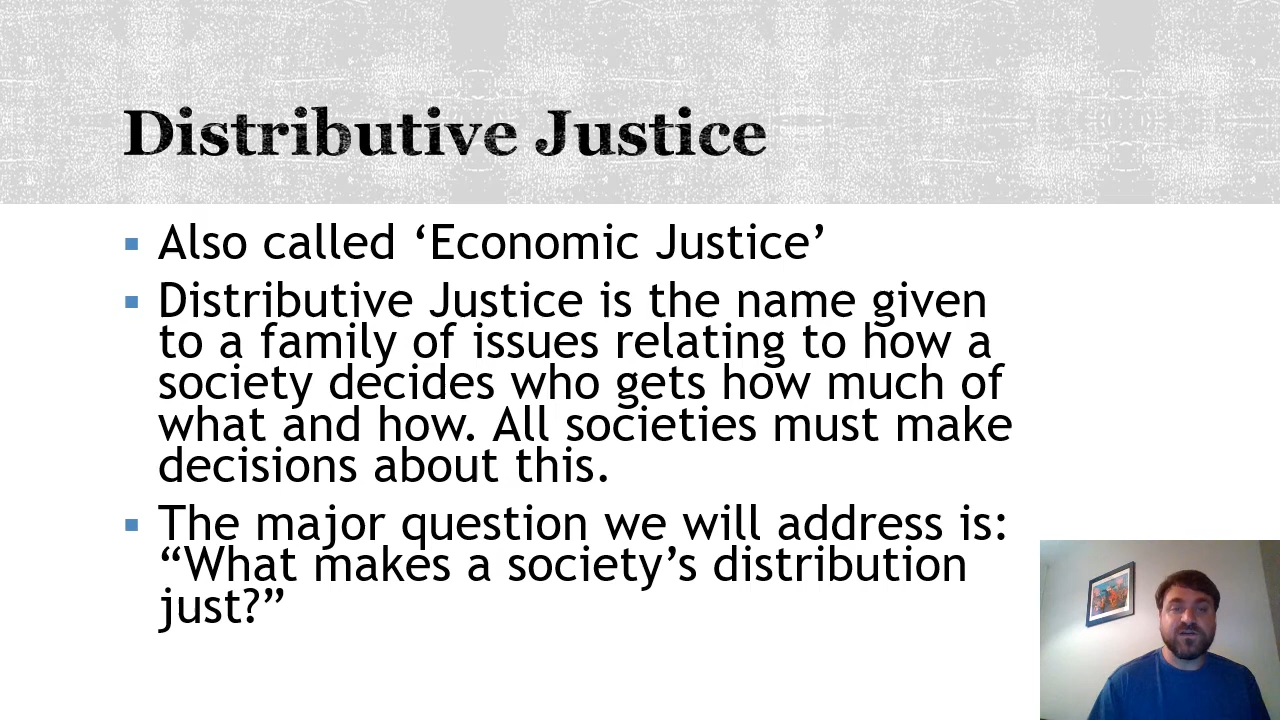 Distributive Justice
▪ Also called ‘Economic Justice’
▪ Distributive Justice is the name given
to a family of issues relating to how a
society decides who gets how much of
what and how. All societies must make
decisions about this.
▪ The major question we will address is:
“What makes a society’s distribution
just?”